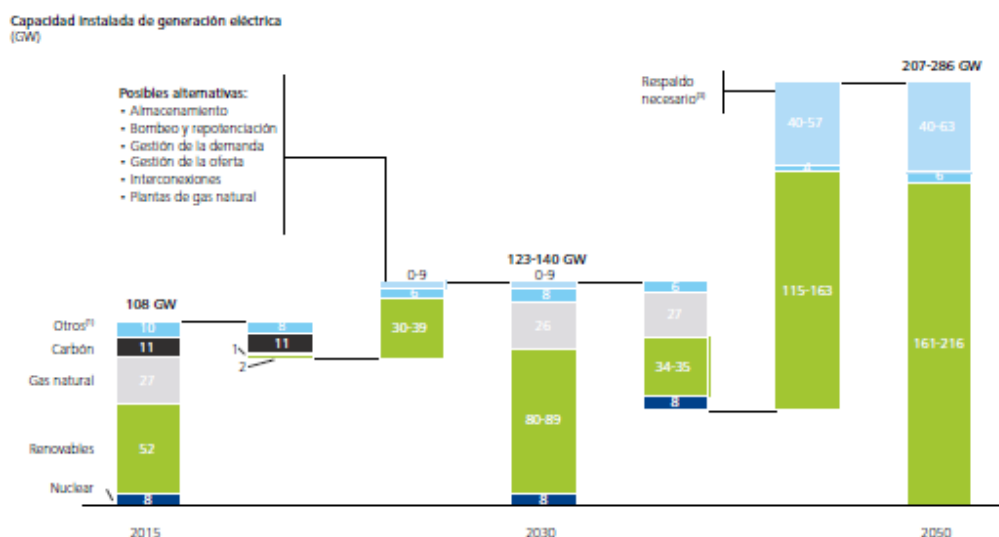 Capacidad instalada de generación eléctrica
(GW)
Posibles alternativas:
• Almacenamiento
• Bombeo y repotenciación
• Gestión de la demanda
• Gestión de la oferta
• Interconexiones
• Plantas de gas natural
Respaldo
necesario[3]
207-286 GW
40-57
40-63
4
6
123-140 GW
0-9
0-9
6
8
6
108 GW
30-39
26
27
115-163
161-216
Otros[1]
10
8
Carbón
11
11
1
2
Gas natural
27
34-35
80-89
8
Renovables
52
Nuclear
8
8
2015
2030
2050